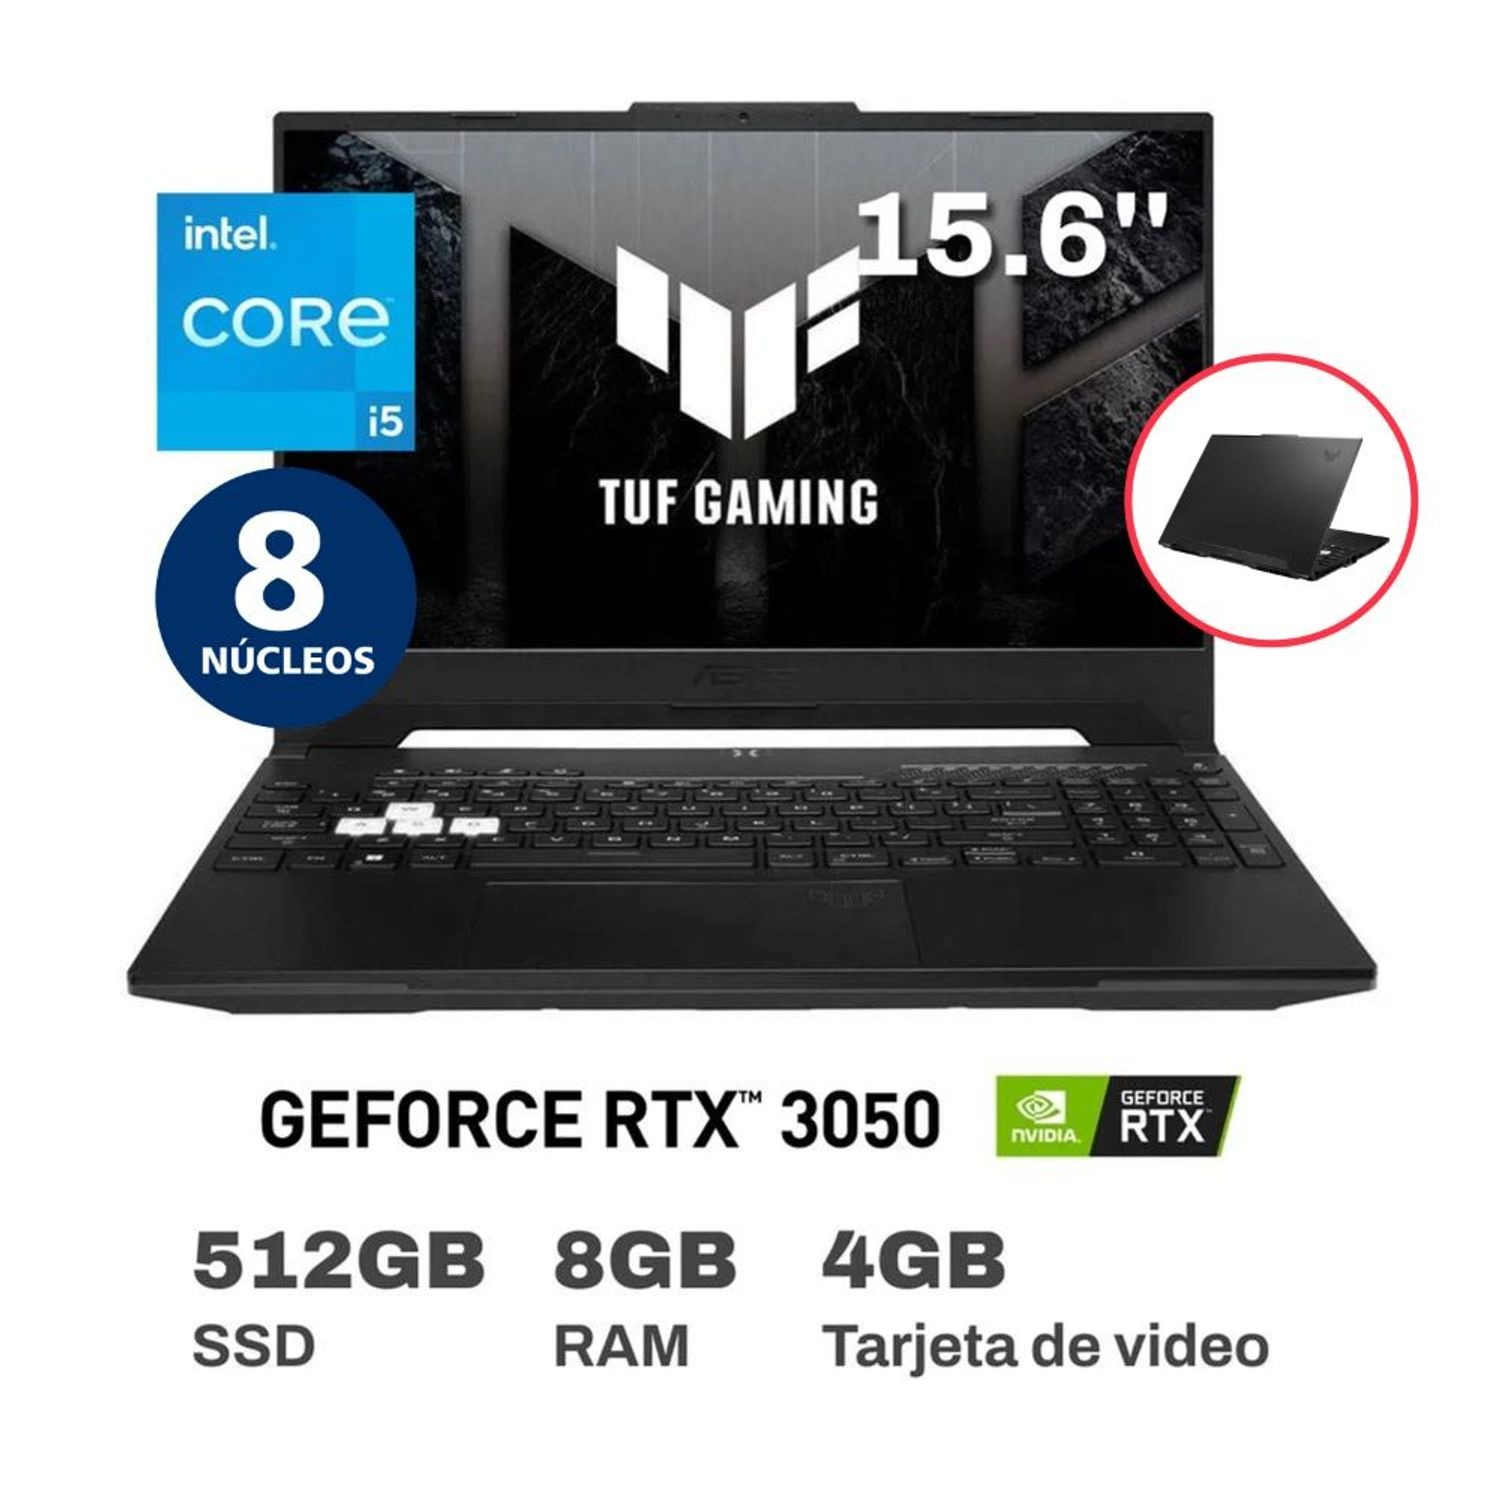 15.6"
intel.
CORE
i5
TUF GAMING
8
NÚCLEOS
GEFORCE RTX™ 3050
NVIDIA.
GEFORCE
RTX™
512GB
SSD
8GB
RAM
4GB
Tarjeta de video